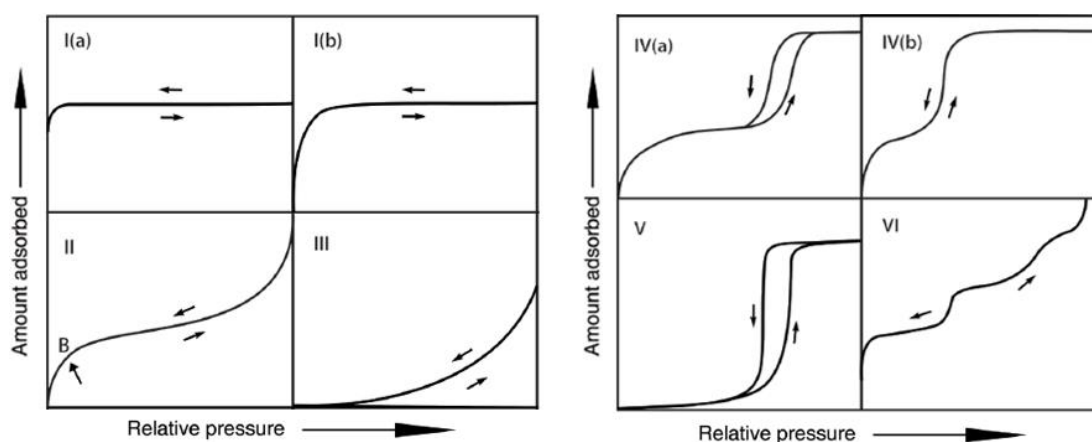 Amount adsorbed
I(a)
I(b)
II
B
III
Relative pressure
Amount adsorbed
IV(a)
IV(b)
V
VI
Relative pressure